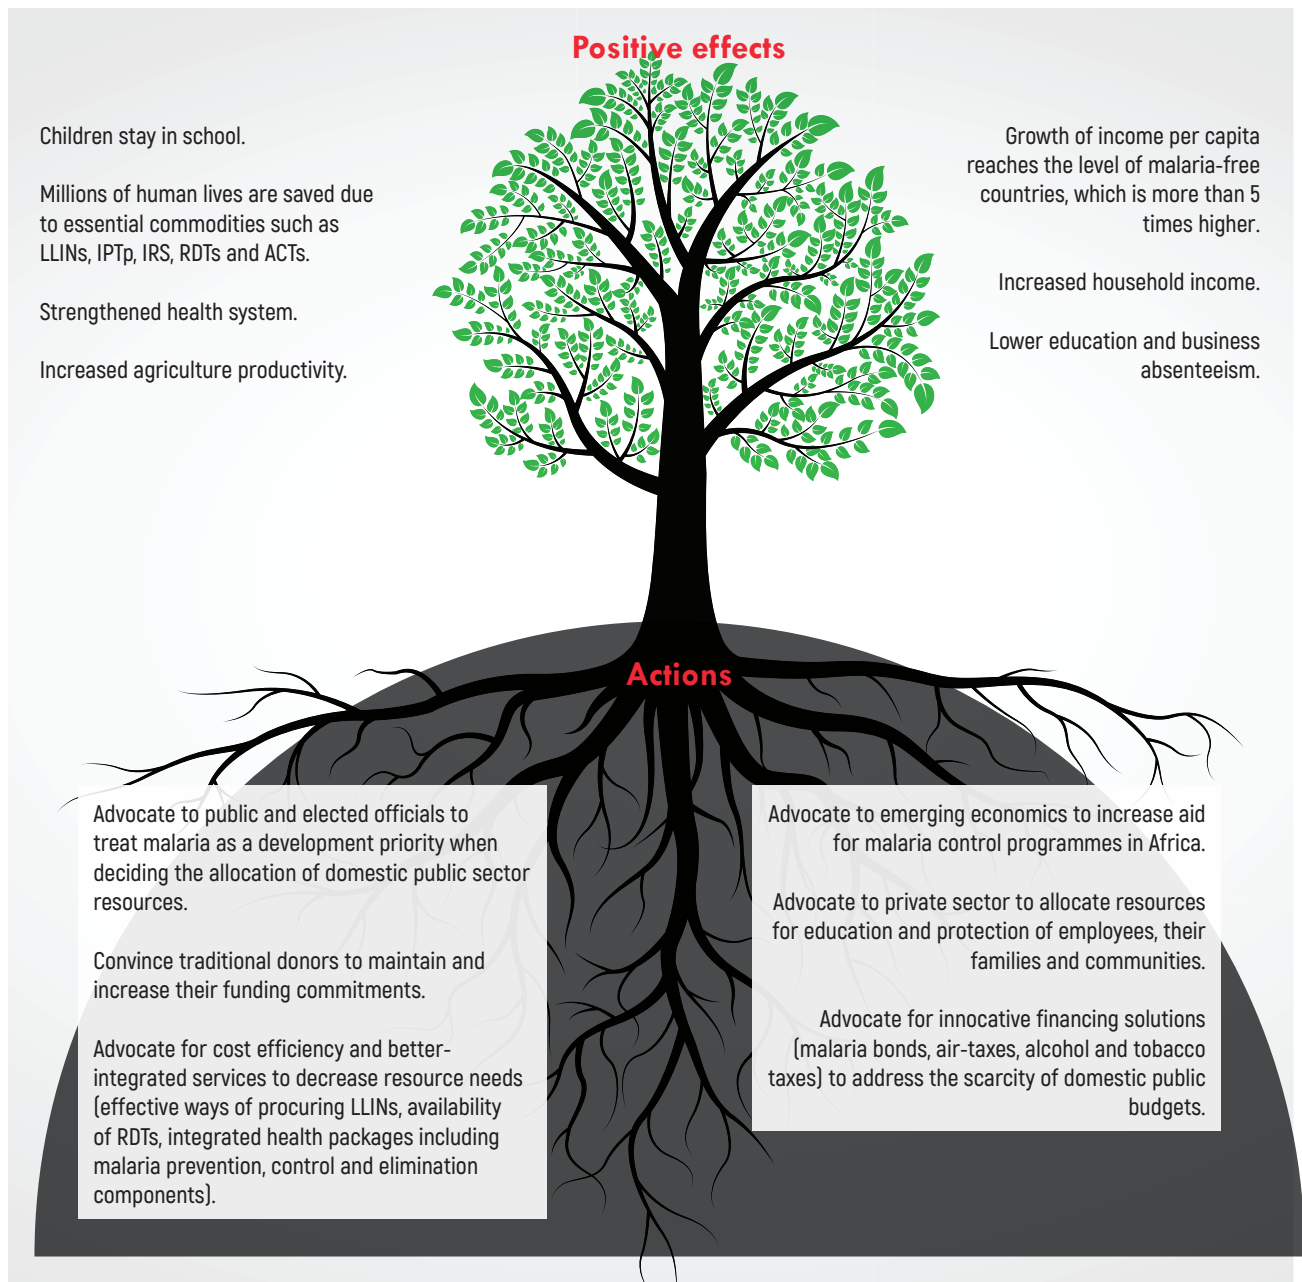 Positive effects
Children stay in school.
Millions of human lives are saved due
to essential commodities such as
LLINs, IPTp, IRS, RDTs and ACTs.
Strengthened health system.
Increased agriculture productivity.
Growth of income per capita
reaches the level of malaria-free
countries, which is more than 5
times higher.
Increased household income.
Lower education and business
absenteeism.
Actions
Advocate to public and elected officials to
treat malaria as a development priority when
deciding the allocation of domestic public sector
resources.
Convince traditional donors to maintain and
increase their funding commitments.
Advocate for cost efficiency and better-
integrated services to decrease resource needs
(effective ways of procuring LLINs, availability
of RDTs, integrated health packages including
malaria prevention, control and elimination
components).
Advocate to emerging economics to increase aid
for malaria control programmes in Africa.
Advocate to private sector to allocate resources
for education and protection of employees, their
families and communities.
Advocate for innocative financing solutions
(malaria bonds, air-taxes, alcohol and tobacco
taxes) to address the scarcity of domestic public
budgets.